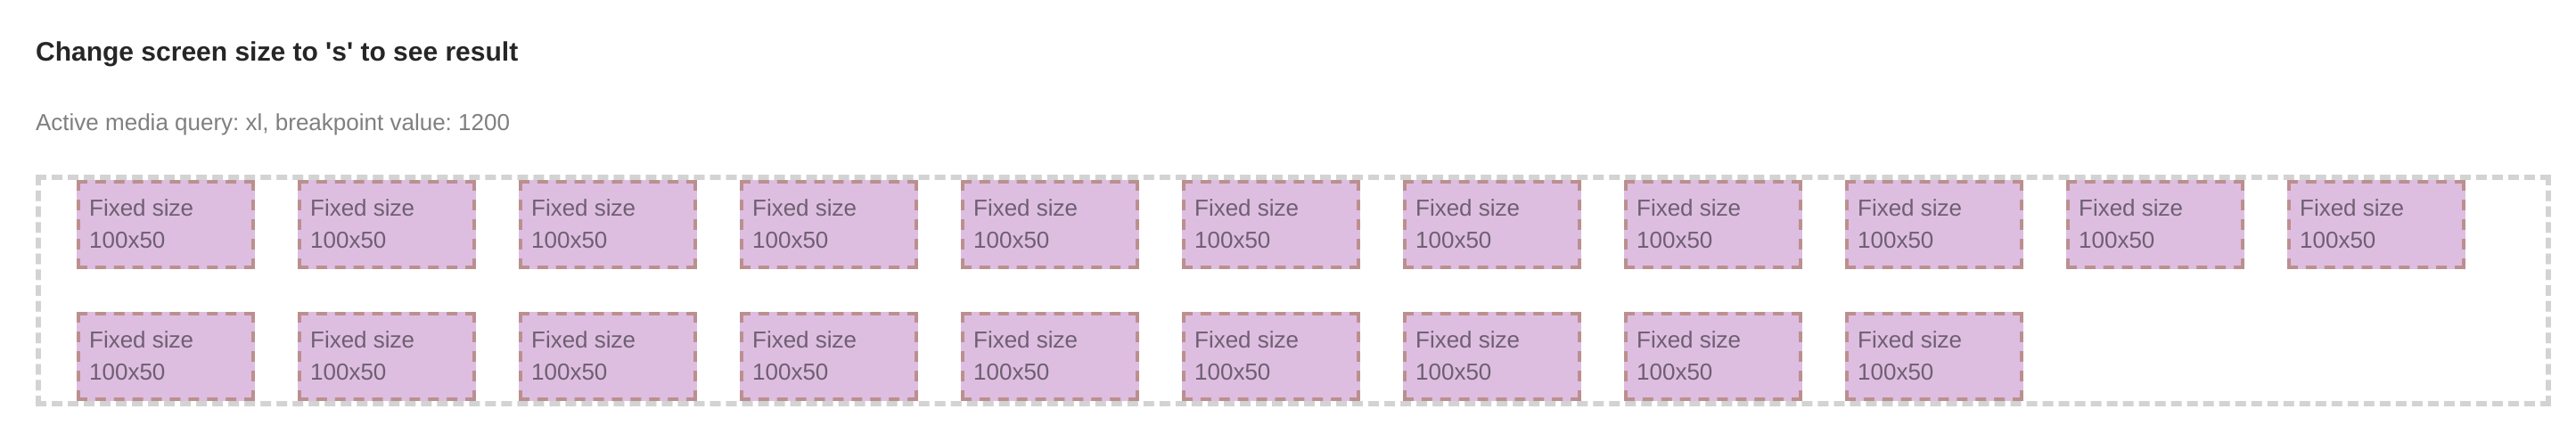 Change screen size to 's' to see result
Active media query: xl, breakpoint value: 1200
Fixed size Fixed size Fixed size Fixed size Fixed size Fixed size Fixed size Fixed size Fixed size Fixed size Fixed size
100x50 100x50 100x50 100x50 100x50 100x50 100x50 100x50 100x50 100x50 100x50
Fixed size Fixed size Fixed size Fixed size Fixed size Fixed size Fixed size Fixed size Fixed size
100x50 100x50 100x50 100x50 100x50 100x50 100x50 100x50 100x50